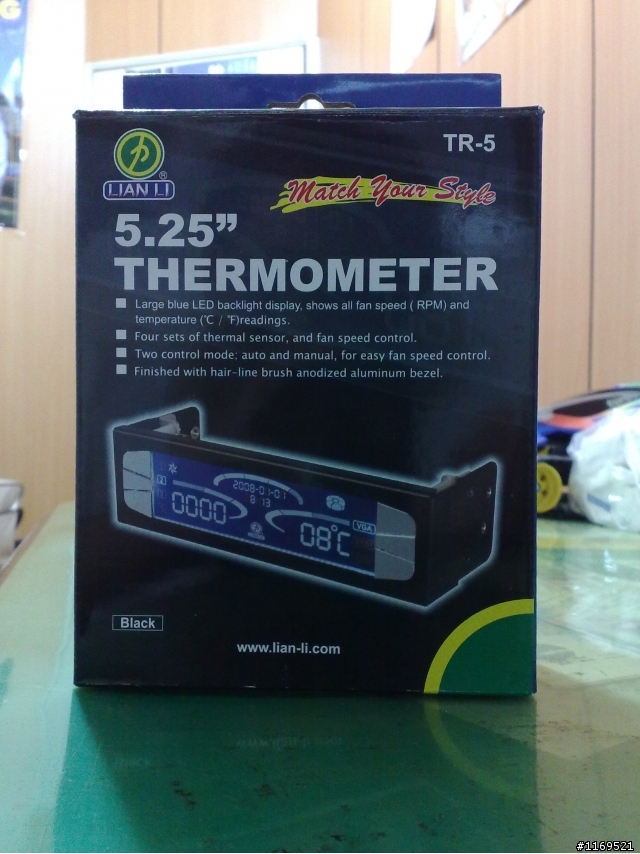 TR-5
LIAN LI ®
Match Your Style
5.25”
THERMOMETER
Large blue LED backlight display, shows all fan speed ( RPM) and
temperature (℃ / ℉)readings.
Four sets of thermal sensor, and fan speed control.
Two control mode: auto and manual, for easy fan speed control.
Finished with hair-line brush anodized aluminum bezel.
2008-01-01
8:13
0000
VGA
08℃
Black
www.lian-li.com
#1169521